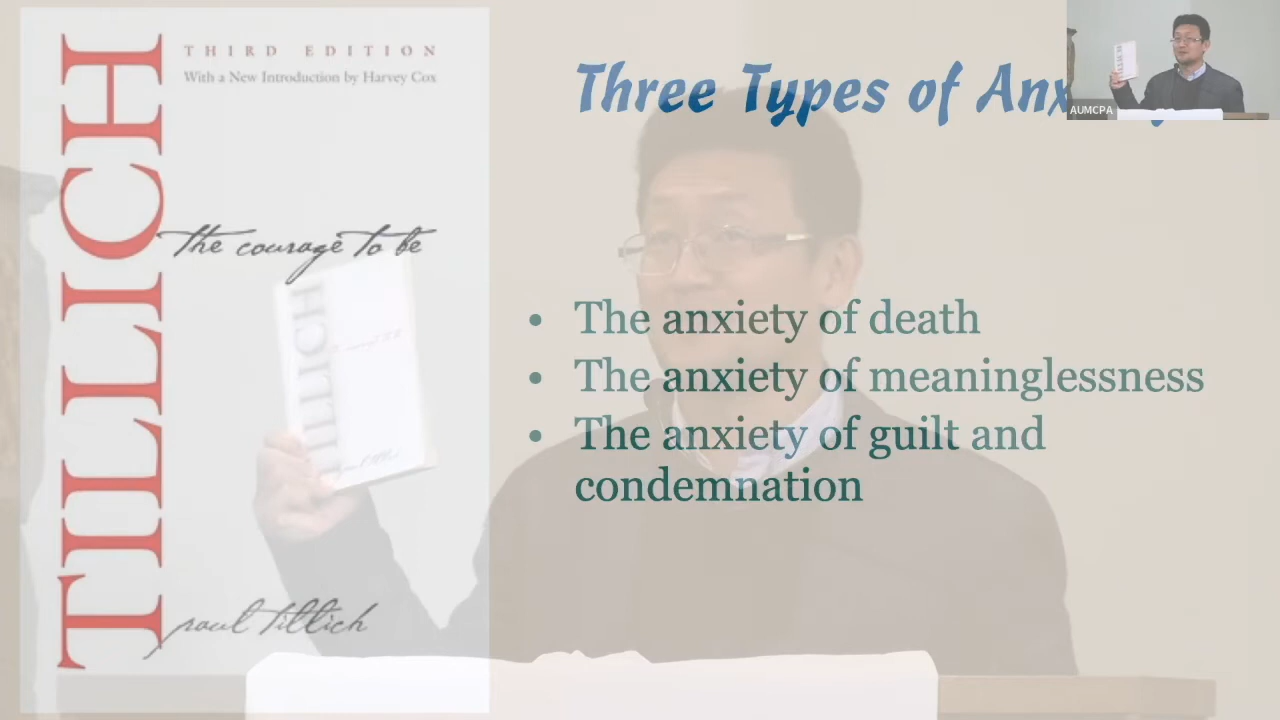 TILLICH
THIRD EDITION
With a New Introduction by Harvey Cox
the courage to be
paul tillich
Three Types of
• The anxiety of death
• The anxiety of meaninglessness
• The anxiety of guilt and
condemnation
AUMCPA
TILLICH